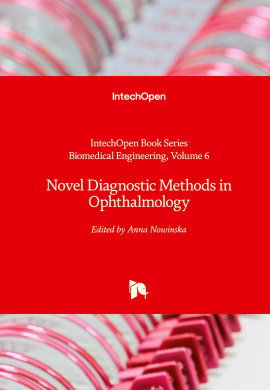 IntechOpen
IntechOpen Book Series
Biomedical Engineering, Volume 6
Novel Diagnostic Methods in
Ophthalmology
Edited by Anna Nowinska